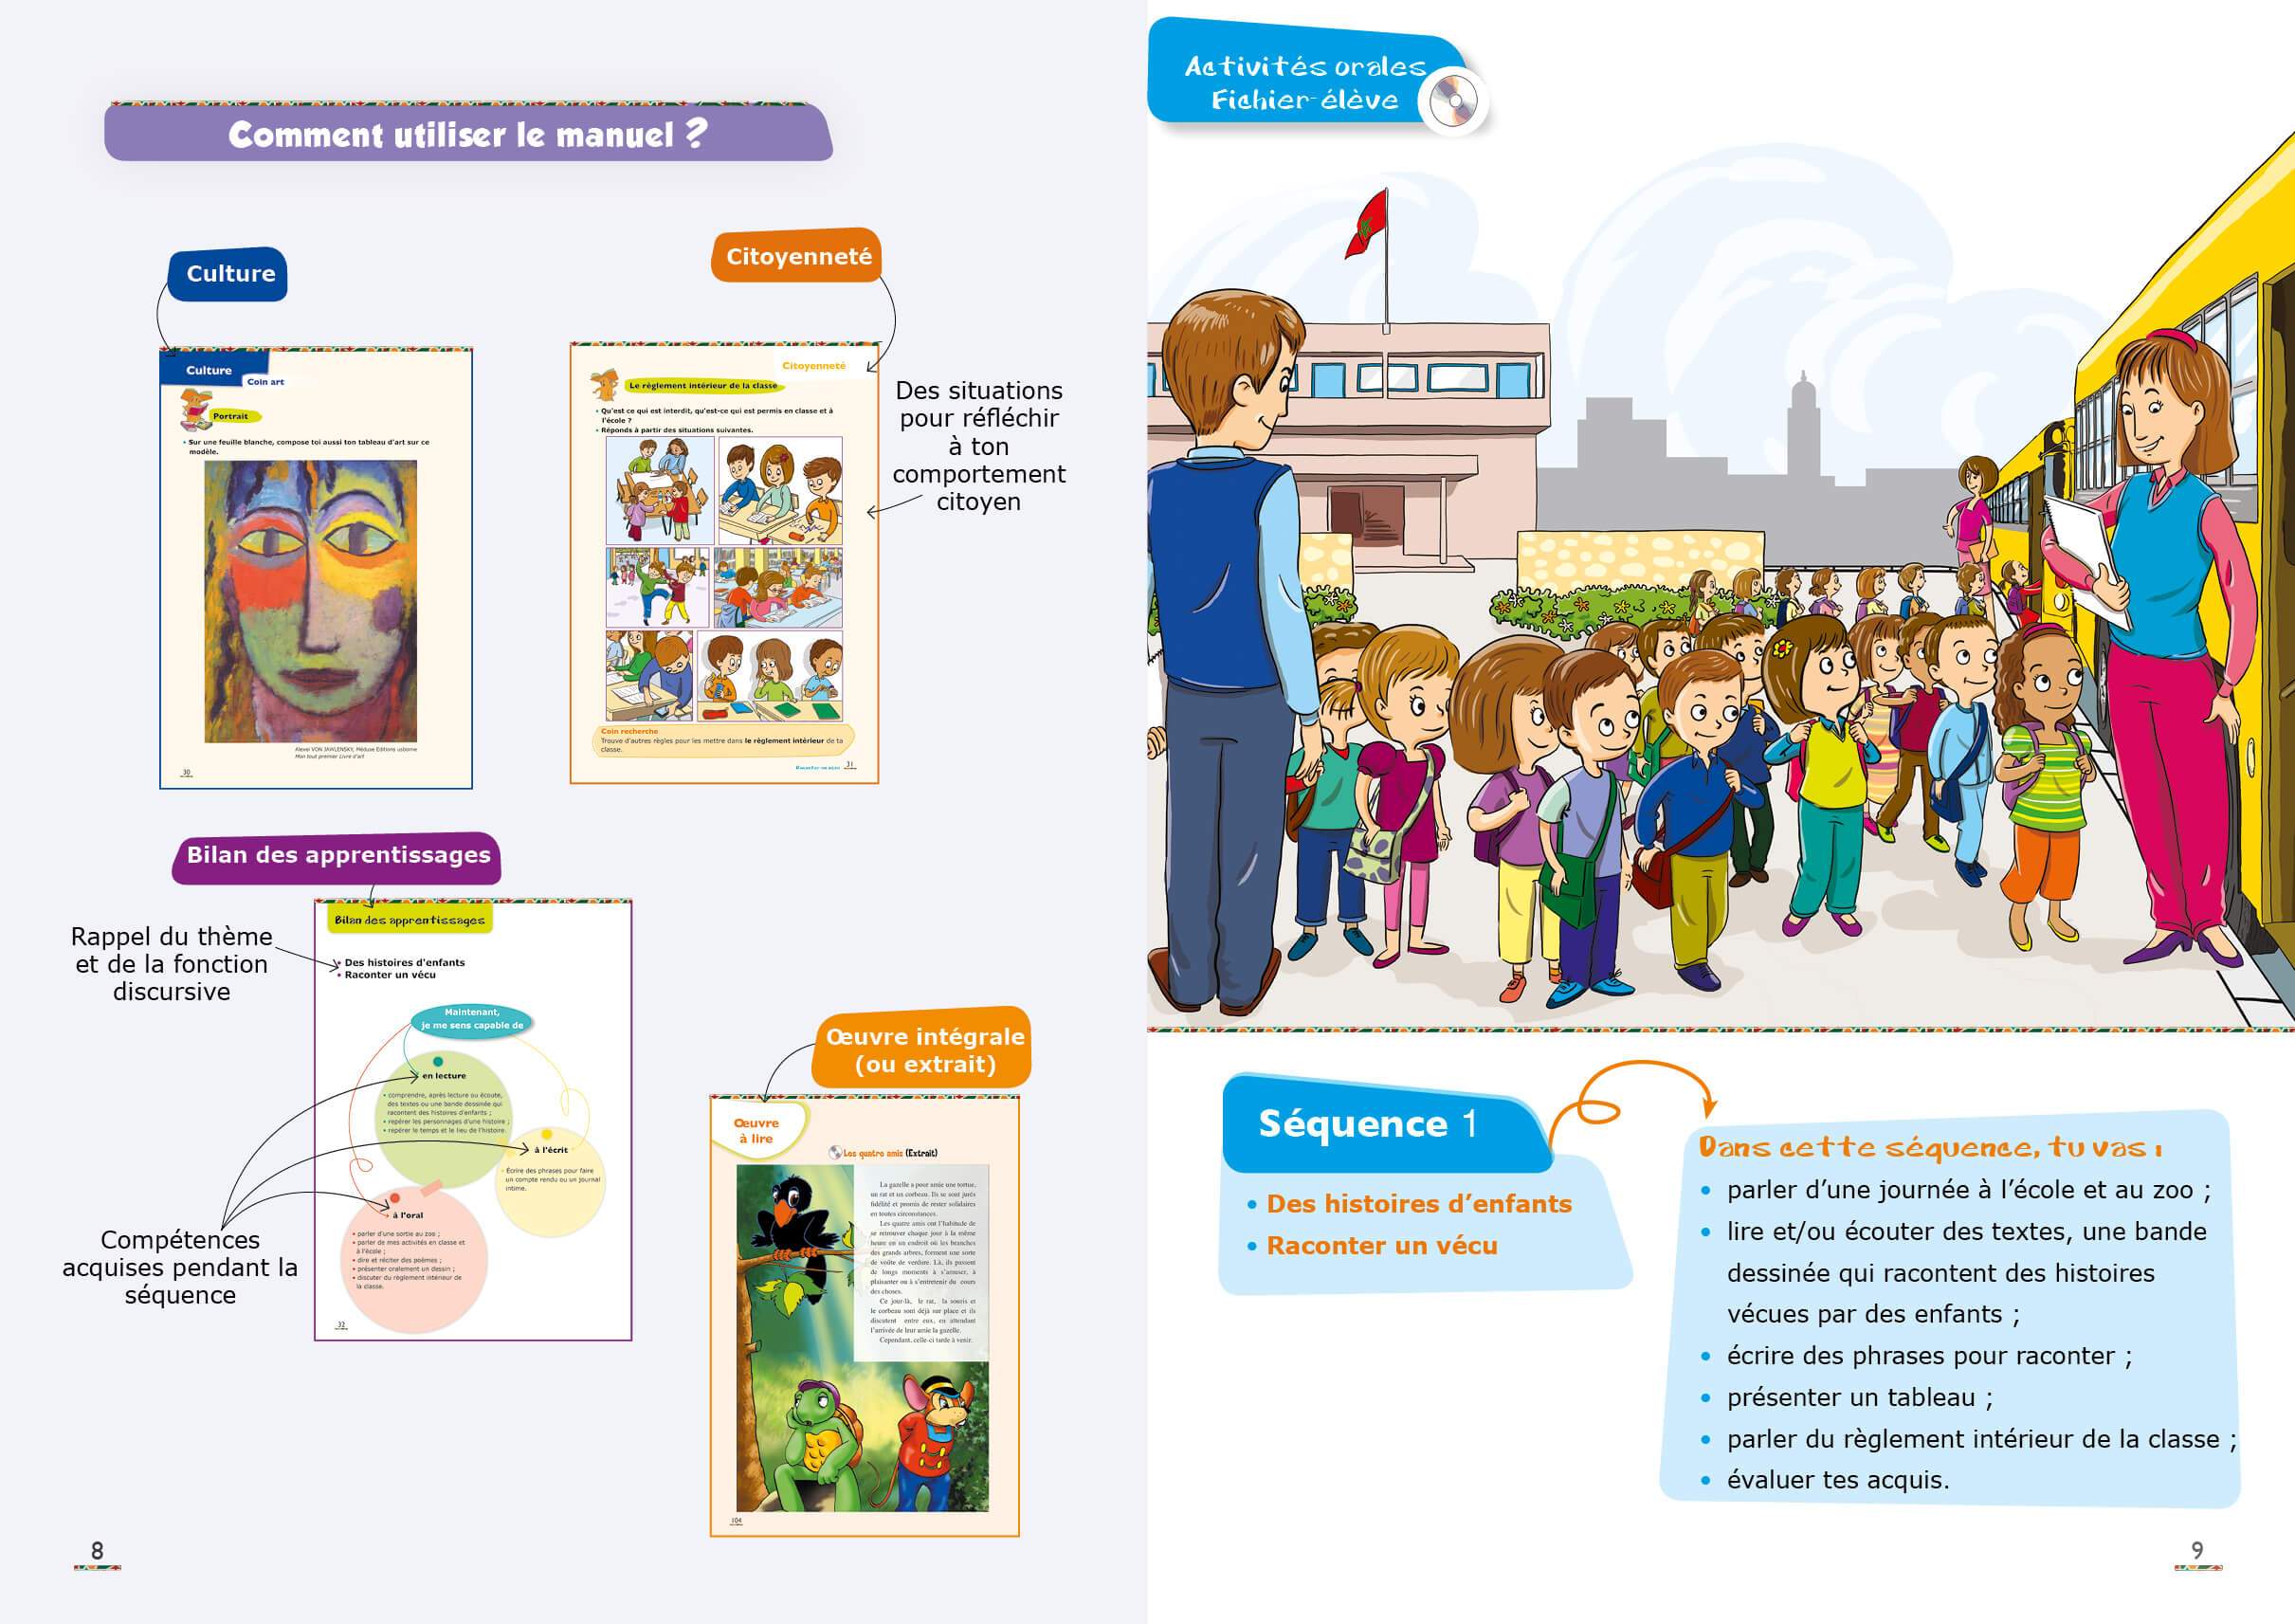 Comment utiliser le manuel ?
Culture
Culture
Coin art
Portrait
• Sur une feuille blanche, compose toi aussi ton tableau d'art sur ce
modèle.
Alexei VON JAWLENSKY, Méduse Editions usborne
Mon tout premier Livre d'art
30
Citoyenneté
Citoyenneté
Le règlement intérieur de la classe
• Qu'est ce qui est interdit, qu'est-ce qui est permis en classe et à
l'école ?
• Réponds à partir des situations suivantes.
Coin recherche
Trouve d'autres règles pour les mettre dans le règlement intérieur de ta
classe.
Raconter un vécu
31
Des situations
pour réfléchir
à ton
comportement
citoyen
Bilan des apprentissages
Bilan des apprentissages
Rappel du thème
et de la fonction
discursive
• Des histoires d'enfants
• Raconter un vécu
Maintenant,
je me sens capable de
en lecture
• comprendre, après lecture ou écoute,
des textes ou une bande dessinée qui
racontent des histoires d'enfants ;
• repérer les personnages d'une histoire ;
• repérer le temps et le lieu de l'histoire.
à l'écrit
• Écrire des phrases pour faire
un compte rendu ou un journal
intime.
à l'oral
• parler d'une sortie au zoo ;
• parler de mes activités en classe et
à l'école ;
• dire et réciter des poèmes ;
• présenter oralement un dessin ;
• discuter du règlement intérieur de
la classe.
32
Compétences
acquises pendant la
séquence
Œuvre intégrale
(ou extrait)
Œuvre
à lire
Les quatre amis (Extrait)
La gazelle a pour amie une tortue,
un rat et un corbeau. Ils se sont jurés
fidélité et promis de rester solidaires
en toutes circonstances.
Les quatre amis ont l'habitude de
se retrouver chaque jour à la même
heure en un endroit où les branches
des grands arbres, forment une sorte
de voûte de verdure. Là, ils passent
de longs moments à s'amuser, à
plaisanter ou à s'entretenir du cours
des choses.
Ce jour-là, le rat, la souris et
le corbeau sont déjà sur place et ils
discutent entre eux, en attendant
l'arrivée de leur amie la gazelle.
Cependant, celle-ci tarde à venir.
104
8
Activités orales
Fichier-élève
Séquence 1
• Des histoires d'enfants
• Raconter un vécu
Dans cette séquence, tu vas :
• parler d'une journée à l'école et au zoo ;
• lire et/ou écouter des textes, une bande
dessinée qui racontent des histoires
vécues par des enfants ;
• écrire des phrases pour raconter ;
• présenter un tableau ;
• parler du règlement intérieur de la classe ;
• évaluer tes acquis.
9